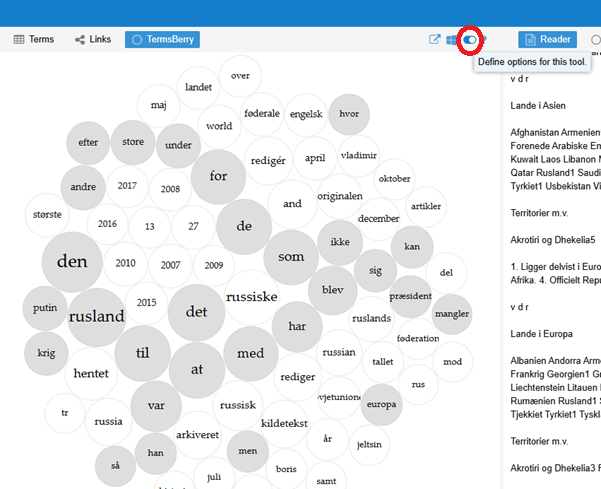 Terms
Links
TermsBerry
?
Reader
Define options for this tool.
over
landet
maj
føderale
engelsk
hvor
world
efter
store
under
redigér
april
vladimir
for
andre
2017
2008
oktober
originalen
and
artikler
største
december
2016
13
27
de
ikke
kan
som
den
2010
2007
2009
sig
del
blev
præsident
russiske
2015
putin
rusland
det
mangler
ruslands
har
føderation
krig
til
med
russian
tallet
mod
at
hentet
rediger
rus
europa
var
russisk
tr
russia
kildetekst
arkiveret
år
jeltsin
han
men
så
boris
juli
samt
v d r
Lande i Asien
Afghanistan Armenien
Forenede Arabiske Em
Kuwait Laos Libanon M
Qatar Rusland1 Saudi
Tyrkiet1 Usbekistan Vi
Territorier m.v.
Akrotiri og Dhekelia5
1. Ligger delvist i Euro
Afrika. 4. Officielt Repu
v d r
Lande i Europa
Albanien Andorra Arme
Frankrig Georgien1 Gr
Liechtenstein Litauen
Rumænien Rusland1 S
Tjekkiet Tyrkiet1 Tyskl
Territorier m.v.
Akrotiri og Dhekelia3 F